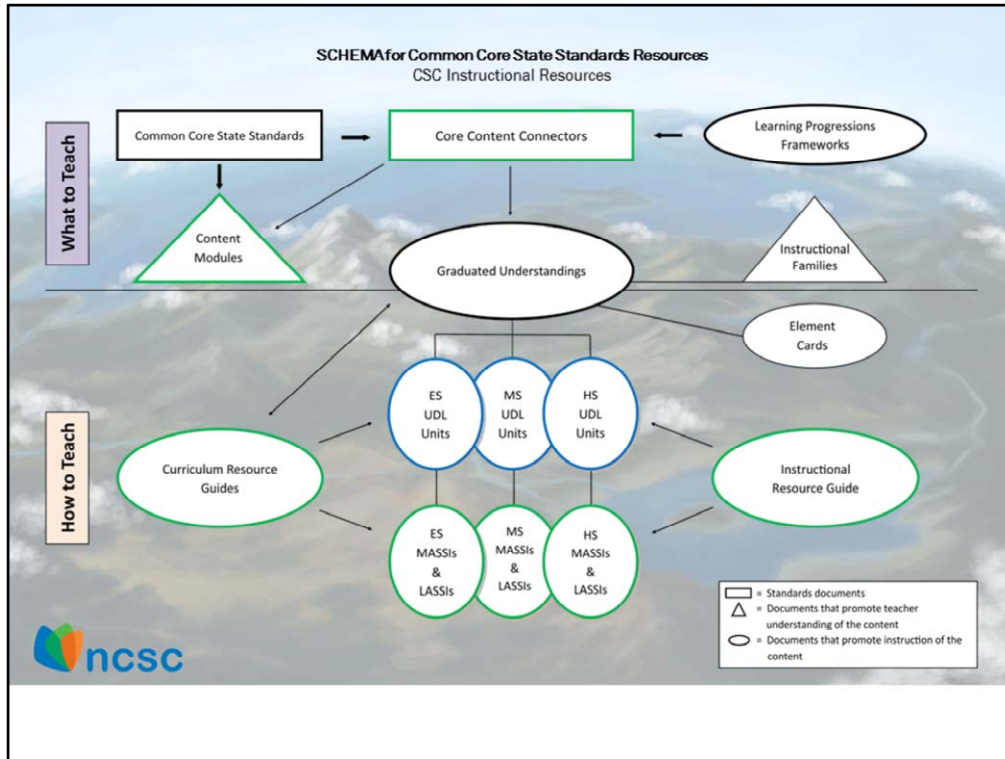 SCHEMA for Common Core State Standards Resources
CSC Instructional Resources
What to Teach
Common Core State Standards
Core Content Connectors
Learning Progressions
Frameworks
Content
Modules
Graduated Understandings
Instructional
Families
Element
Cards
How to Teach
ES
UDL
Units
MS
UDL
Units
HS
UDL
Units
Curriculum Resource
Guides
Instructional
Resource Guide
ES
MASSIs
&
LASSIs
MS
MASSIs
&
LASSIs
HS
MASSIs
&
LASSIs
= Standards documents
= Documents that promote teacher
understanding of the content
= Documents that promote instruction of the
content
ncsc